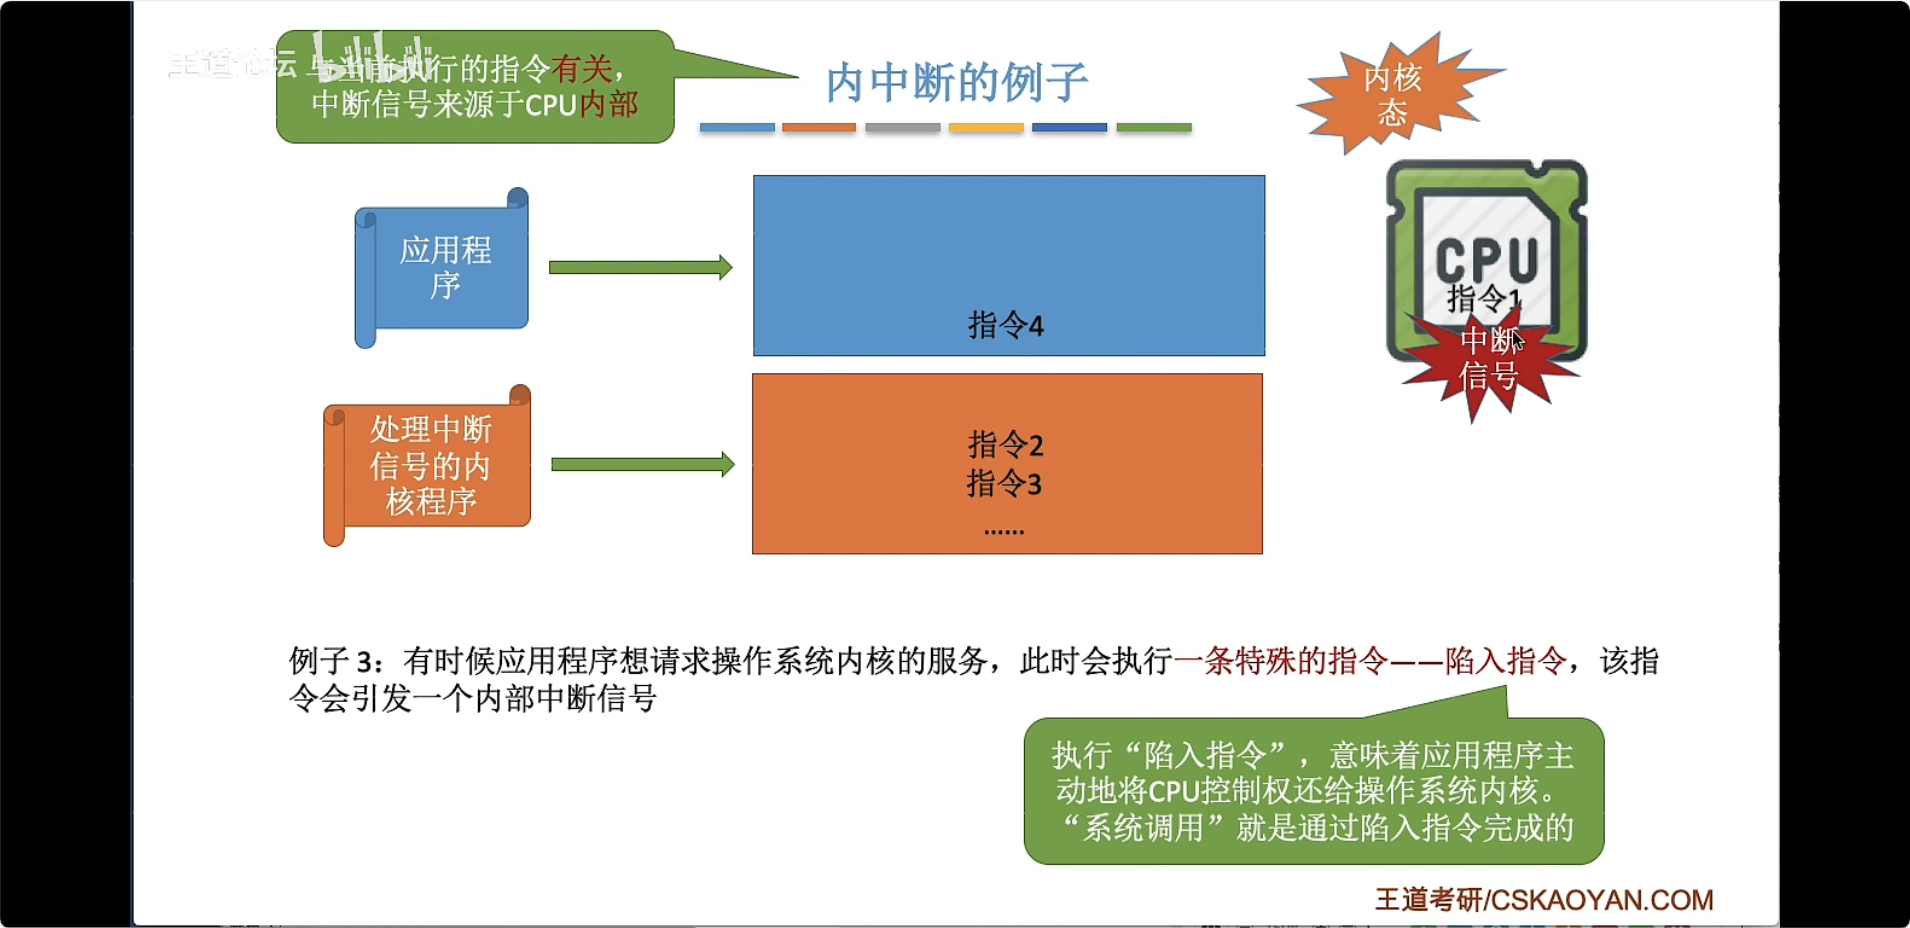 王道论坛 bilibili
与当前执行的指令有关，
中断信号来源于CPU内部
内中断的例子
内核
态
应用程
序
指令4
CPU
指令1
中断
信号
处理中断
信号的内
核程序
指令2
指令3
......
例子 3：有时候应用程序想请求操作系统内核的服务，此时会执行一条特殊的指令——陷入指令，该指
令会引发一个内部中断信号
执行“陷入指令”，意味着应用程序主
动地将CPU控制权还给操作系统内核。
“系统调用”就是通过陷入指令完成的
王道考研/CSKAOYAN.COM